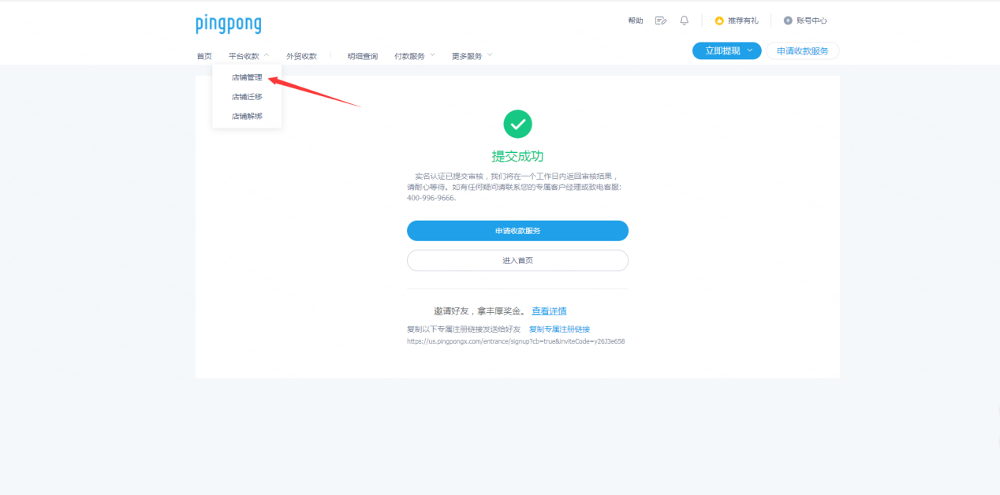 pingpong
帮助
推荐有礼
账号中心
首页
平台收款
外贸收款
明细查询
付款服务
更多服务
立即提现
申请收款服务
店铺管理
店铺迁移
店铺解绑
提交成功
实名认证已提交审核，我们将在一个工作日内返回审核结果，
请耐心等待。如有任何疑问请联系您的专属客户经理或致电客服:
400-996-9666.
申请收款服务
进入首页
邀请好友，拿丰厚奖金。 查看详情
复制以下专属注册链接发送给好友 复制专属注册链接
https://us.pingpongx.com/entrance/signup?cb=true&inviteCode=y26J3e658